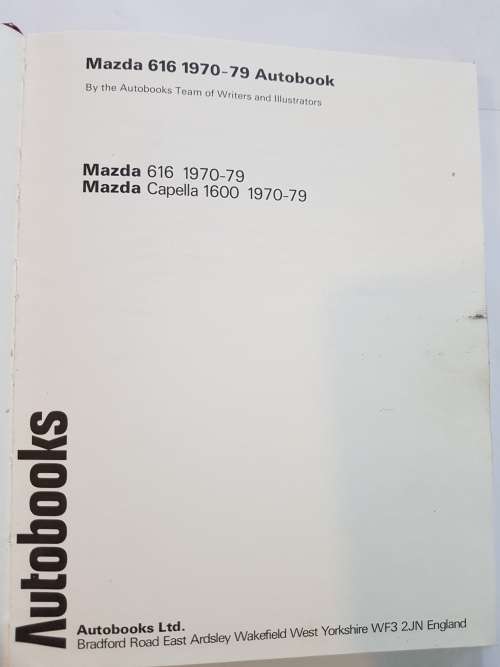 Mazda 616 1970-79 Autobook
By the Autobooks Team of Writers and Illustrators
Mazda 616 1970-79
Mazda Capella 1600 1970-79
Autobooks
Autobooks Ltd.
Bradford Road East Ardsley Wakefield West Yorkshire WF3 2JN England